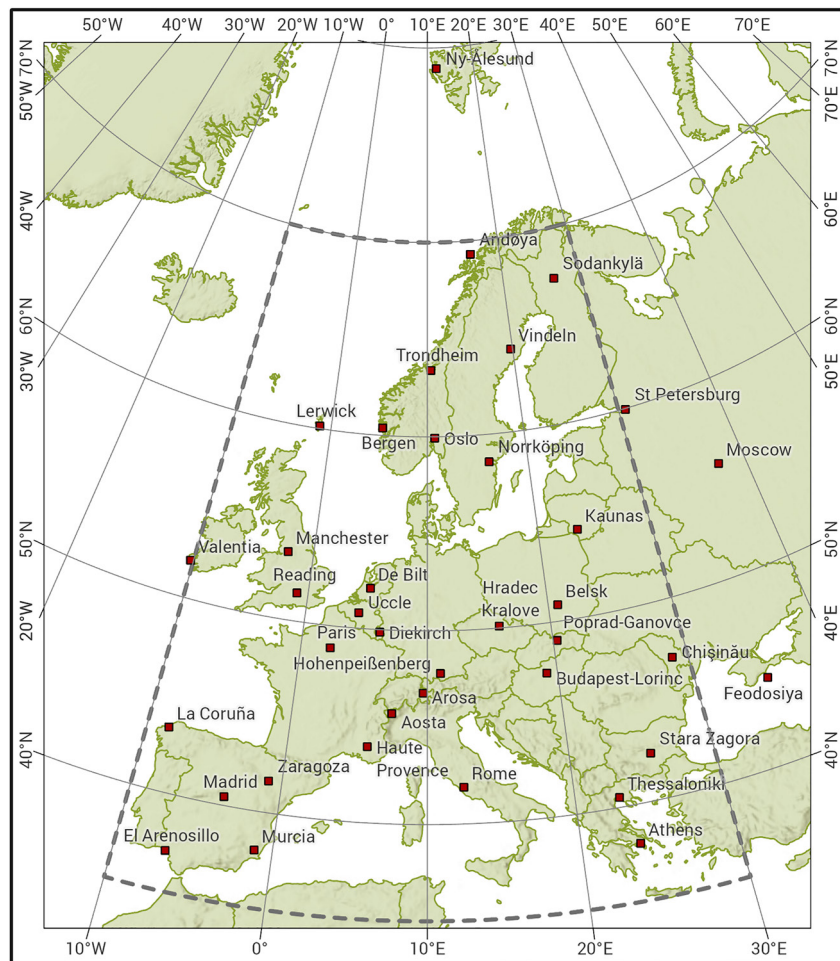 50°W 40°W 30°W 20°W 10°W 0° 10°E 20°E 30°E 40°E 50°E 60°E 70°E
70°N
50°W
40°W
60°N
30°W
50°N
20°W
40°N
70°N
70°E
60°E
60°N
50°E
50°N
40°E
40°N
Ny-Alesund
Andøya
Sodankylä
Vindeln
Trondheim
St Petersburg
Lerwick
Bergen
Oslo
Norrköping
Moscow
Kaunas
Valentia
Manchester
Reading
De Bilt
Uccle
Hradec
Kralove
Belsk
Paris
Diekirch
Poprad-Ganovce
Hohenpeißenberg
Chişinău
Arosa
Budapest-Lorinc
Feodosiya
La Coruña
Aosta
Stara Zagora
Haute
Provence
Zaragoza
Madrid
Rome
Thessaloniki
El Arenosillo
Murcia
Athens
10°W 0° 10°E 20°E 30°E